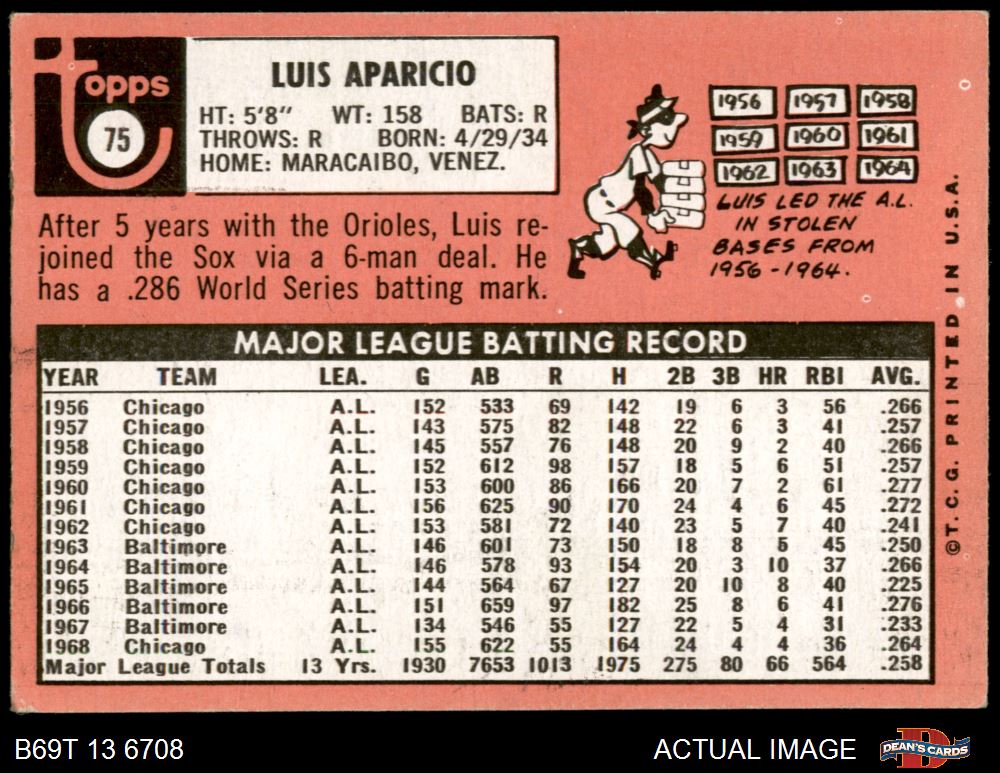 Topps
75
LUIS APARICIO
HT: 5'8" WT: 158 BATS: R
THROWS: R BORN: 4/29/34
HOME: MARACAIBO, VENEZ.
After 5 years with the Orioles, Luis re-
joined the Sox via a 6-man deal. He
has a .286 World Series batting mark.
1956 1957 1958
1959 1960 1961
1962 1963 1964
LUIS LED THE A.L.
IN STOLEN
BASES FROM
1956-1964.
©T.C.G. PRINTED IN U.S.A.
MAJOR LEAGUE BATTING RECORD
YEAR TEAM LEA. G AB R H 2B 3B HR RBI AVG.
1956 Chicago A.L. 152 533 69 142 19 6 3 56 .266
1957 Chicago A.L. 143 575 82 148 22 6 3 41 .257
1958 Chicago A.L. 145 557 76 148 20 9 2 40 .266
1959 Chicago A.L. 152 612 98 157 18 5 6 51 .257
1960 Chicago A.L. 153 600 86 166 20 7 2 61 .277
1961 Chicago A.L. 156 625 90 170 24 4 6 45 .272
1962 Chicago A.L. 153 581 72 140 23 5 7 40 .241
1963 Baltimore A.L. 146 601 73 150 18 8 5 45 .250
1964 Baltimore A.L. 146 578 93 154 20 3 10 37 .266
1965 Baltimore A.L. 144 564 67 127 20 10 8 40 .225
1966 Baltimore A.L. 151 659 97 182 25 8 6 41 .276
1967 Baltimore A.L. 134 546 55 127 22 5 4 31 .233
1968 Chicago A.L. 155 622 55 164 24 4 4 36 .264
Major League Totals 13 Yrs. 1930 7653 1013 1975 275 80 66 564 .258
B69T 13 6708
ACTUAL IMAGE
DEAN'S CARDS